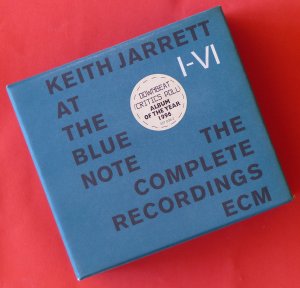 KEITH JARRETT
I–VI
AT
THE
BLUE
NOTE
THE
COMPLETE
RECORDINGS
ECM
DOWNBEAT
CRITICS POLL
ALBUM
OF THE YEAR
1996